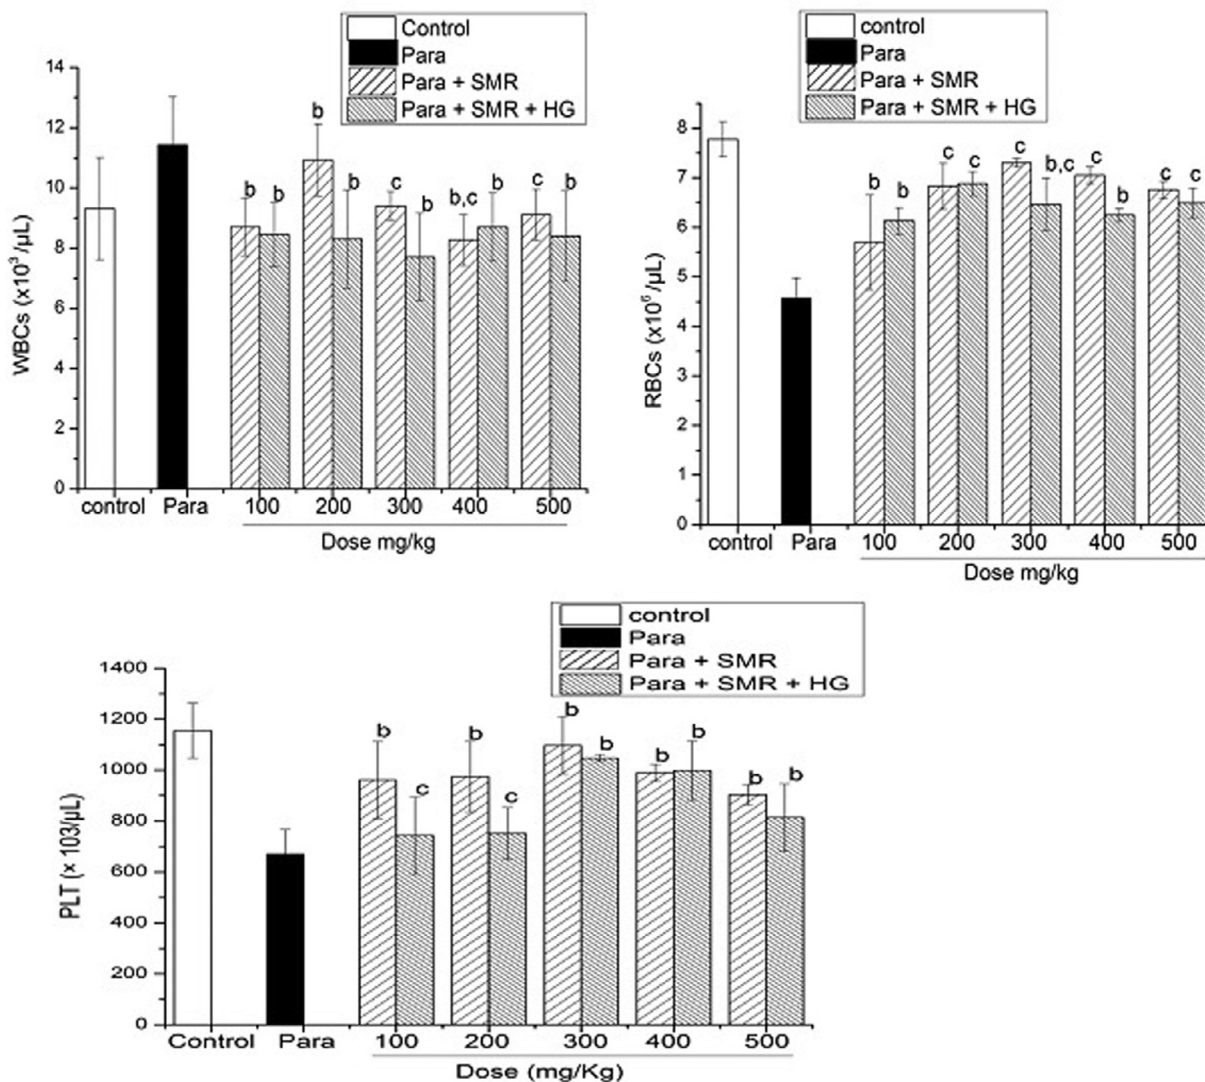 Control
Para
Para + SMR
Para + SMR + HG
14
12
10
8
6
4
2
0
WBCs (x10³/μL)
b b b b c b b,c b c b
control Para 100 200 300 400 500
Dose mg/kg
control
Para
Para + SMR
Para + SMR + HG
8
7
6
5
4
3
2
1
0
RBCs (x10⁶/μL)
b b c c c b,c c b c c
control Para 100 200 300 400 500
Dose mg/kg
control
Para
Para + SMR
Para + SMR + HG
1400
1200
1000
800
600
400
200
0
PLT (× 103/μL)
b c b c b b b b b b
Control Para 100 200 300 400 500
Dose (mg/Kg)